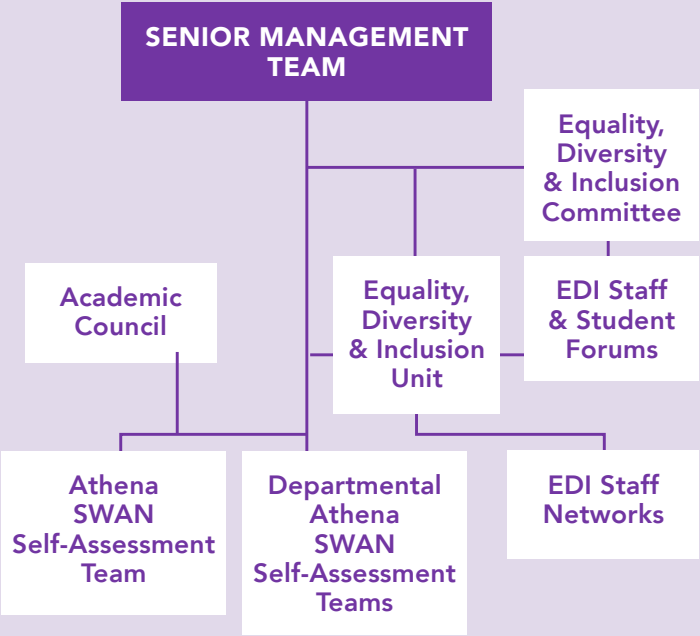 SENIOR MANAGEMENT
TEAM
Equality,
Diversity
& Inclusion
Committee
Academic
Council
Equality,
Diversity
& Inclusion
Unit
EDI Staff
& Student
Forums
Athena
SWAN
Self-Assessment
Team
Departmental
Athena
SWAN
Self-Assessment
Teams
EDI Staff
Networks